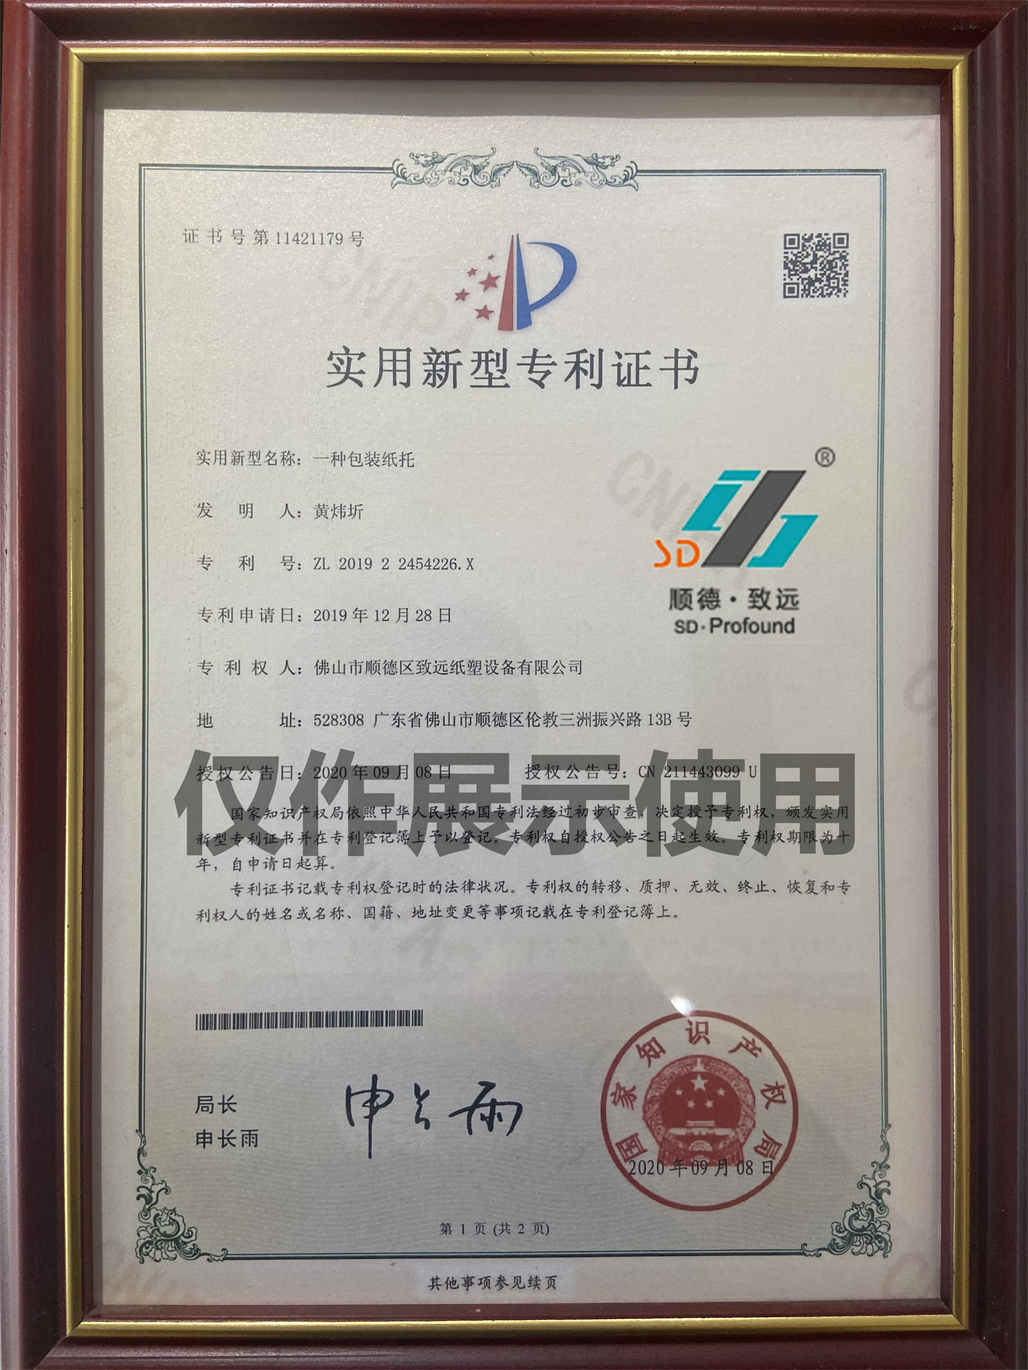 证书号第11421179号
实用新型专利证书
实用新型名称：一种包装纸托
发明人：黄炜圻
专利号：ZL 2019 2 2454226.X
专利申请日：2019年12月28日
专利权人：佛山市顺德区致远纸塑设备有限公司
地址：528308 广东省佛山市顺德区伦教三洲振兴路13B号
授权公告日：2020年09月08日 授权公告号：CN 211443099 U
SD
®
顺德·致远
SD·Profound
仅作展示使用
国家知识产权局依照中华人民共和国专利法经过初步审查，决定授予专利权，颁发实用
新型专利证书并在专利登记簿上予以登记。专利权自授权公告之日起生效。专利权期限为十
年，自申请日起算。
专利证书记载专利权登记时的法律状况。专利权的转移、质押、无效、终止、恢复和专
利权人的姓名或名称、国籍、地址变更等事项记载在专利登记簿上。
局长
申长雨
申长雨
国家知识产权局
2020年09月08日
第 1 页 (共 2 页)
其他事项参见续页